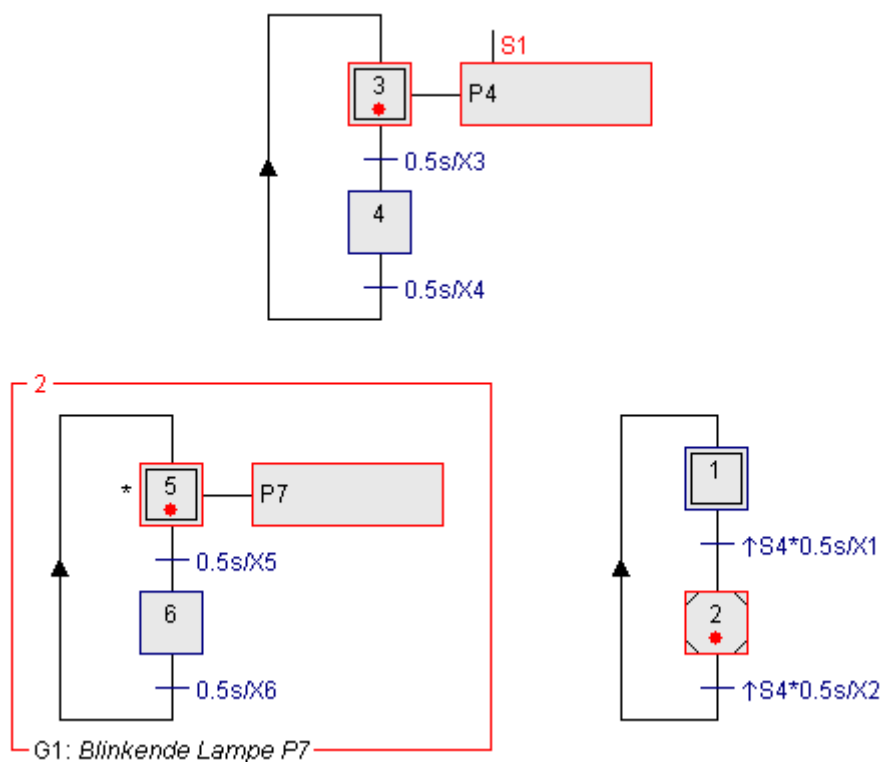 S1
3
P4
0.5s/X3
4
0.5s/X4
2
* 5
P7
0.5s/X5
6
0.5s/X6
G1: Blinkende Lampe P7
1
↑S4*0.5s/X1
2
↑S4*0.5s/X2